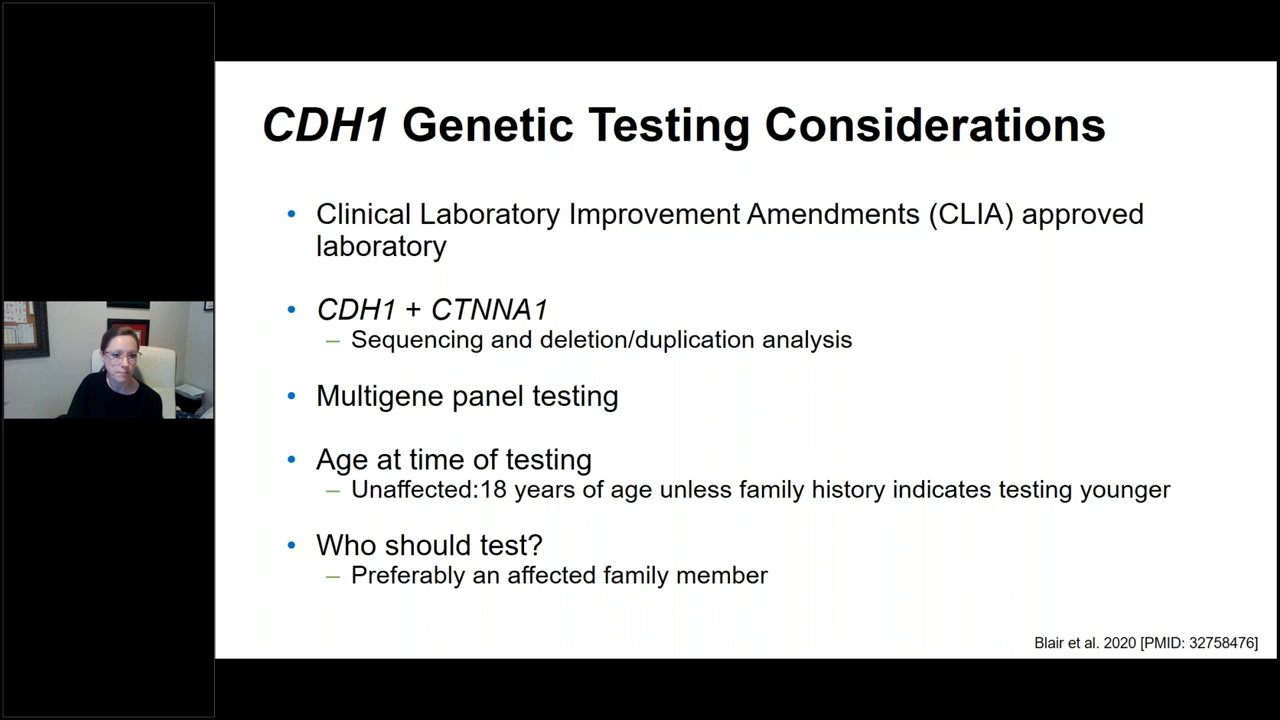 CDH1 Genetic Testing Considerations
• Clinical Laboratory Improvement Amendments (CLIA) approved
laboratory
• CDH1 + CTNNA1
– Sequencing and deletion/duplication analysis
• Multigene panel testing
• Age at time of testing
– Unaffected:18 years of age unless family history indicates testing younger
• Who should test?
– Preferably an affected family member
Blair et al. 2020 [PMID: 32758476]